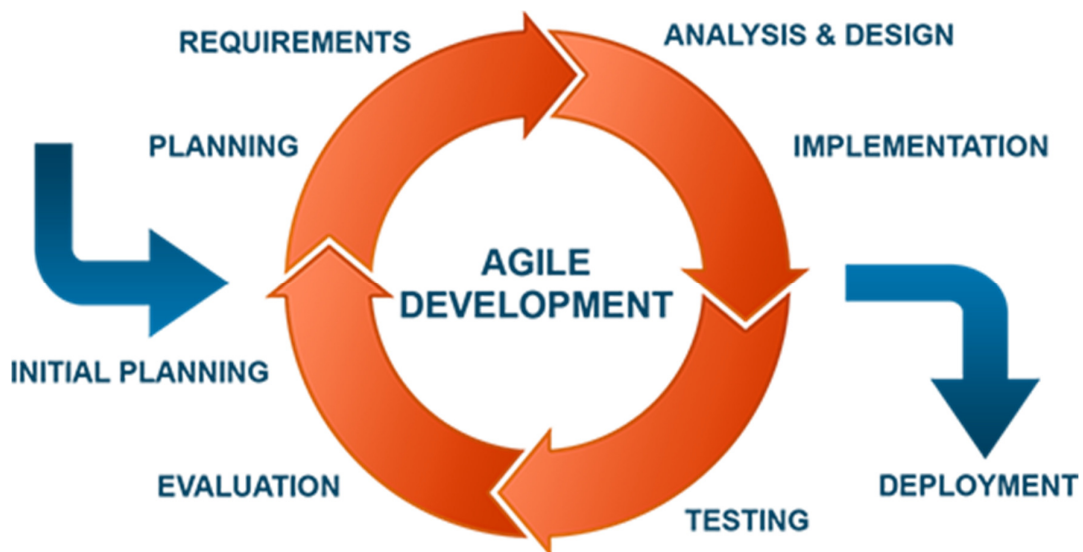 REQUIREMENTS
ANALYSIS & DESIGN
PLANNING
IMPLEMENTATION
AGILE
DEVELOPMENT
INITIAL PLANNING
EVALUATION
DEPLOYMENT
TESTING